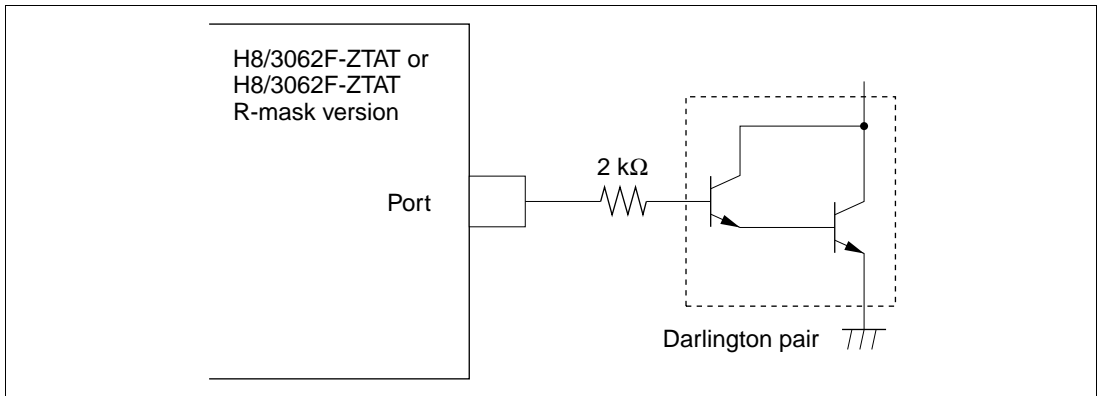 H8/3062F-ZTAT or
H8/3062F-ZTAT
R-mask version
Port
2 kΩ
Darlington pair